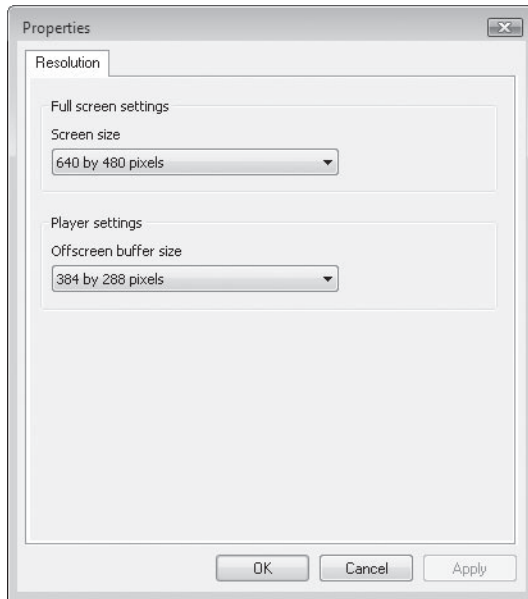 Properties
Resolution
Full screen settings
Screen size
640 by 480 pixels
Player settings
Offscreen buffer size
384 by 288 pixels
OK Cancel Apply